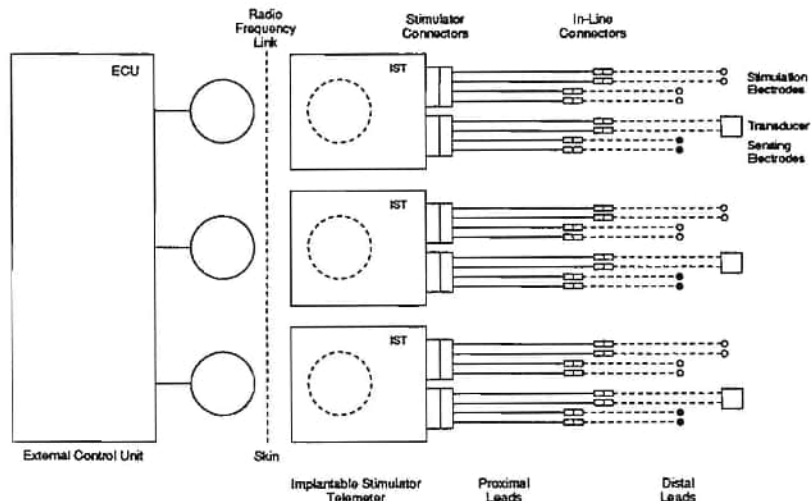 Radio
Frequency
Link
Stimulator
Connectors
In-Line
Connectors
ECU
IST
Stimulation
Electrodes
Transducer
Sensing
Electrodes
IST
IST
External Control Unit
Skin
Implantable Stimulator
Telemeter
Proximal
Leads
Distal
Leads